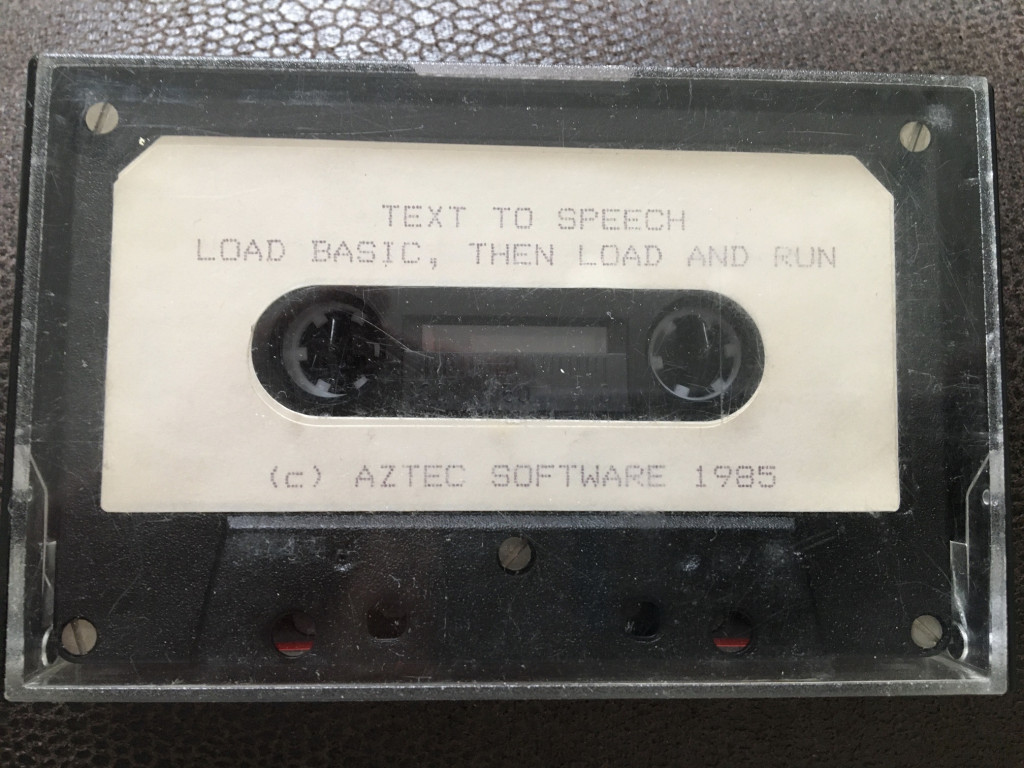 TEXT TO SPEECH
LOAD BASIC, THEN LOAD AND RUN
(c) AZTEC SOFTWARE 1985